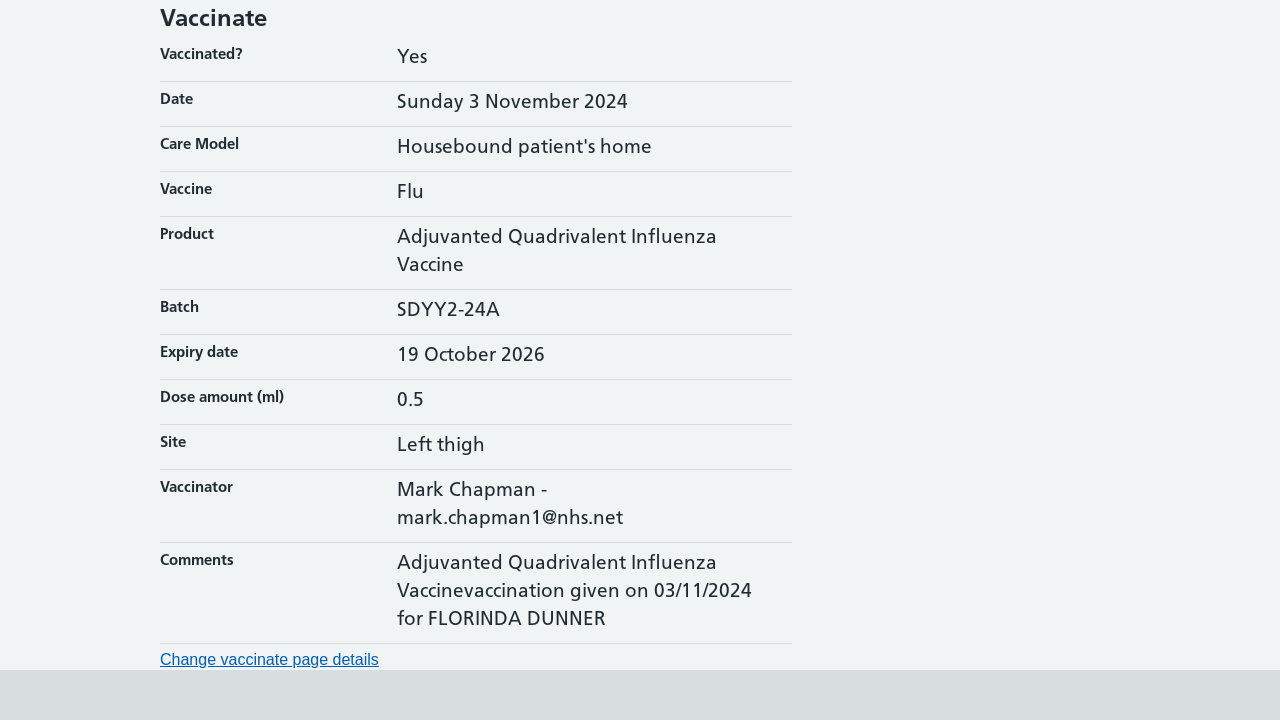 Vaccinate
Vaccinated?
Yes
Date
Sunday 3 November 2024
Care Model
Housebound patient's home
Vaccine
Flu
Product
Adjuvanted Quadrivalent Influenza
Vaccine
Batch
SDYY2-24A
Expiry date
19 October 2026
Dose amount (ml)
0.5
Site
Left thigh
Vaccinator
Mark Chapman -
mark.chapman1@nhs.net
Comments
Adjuvanted Quadrivalent Influenza
Vaccinevaccination given on 03/11/2024
for FLORINDA DUNNER
Change vaccinate page details